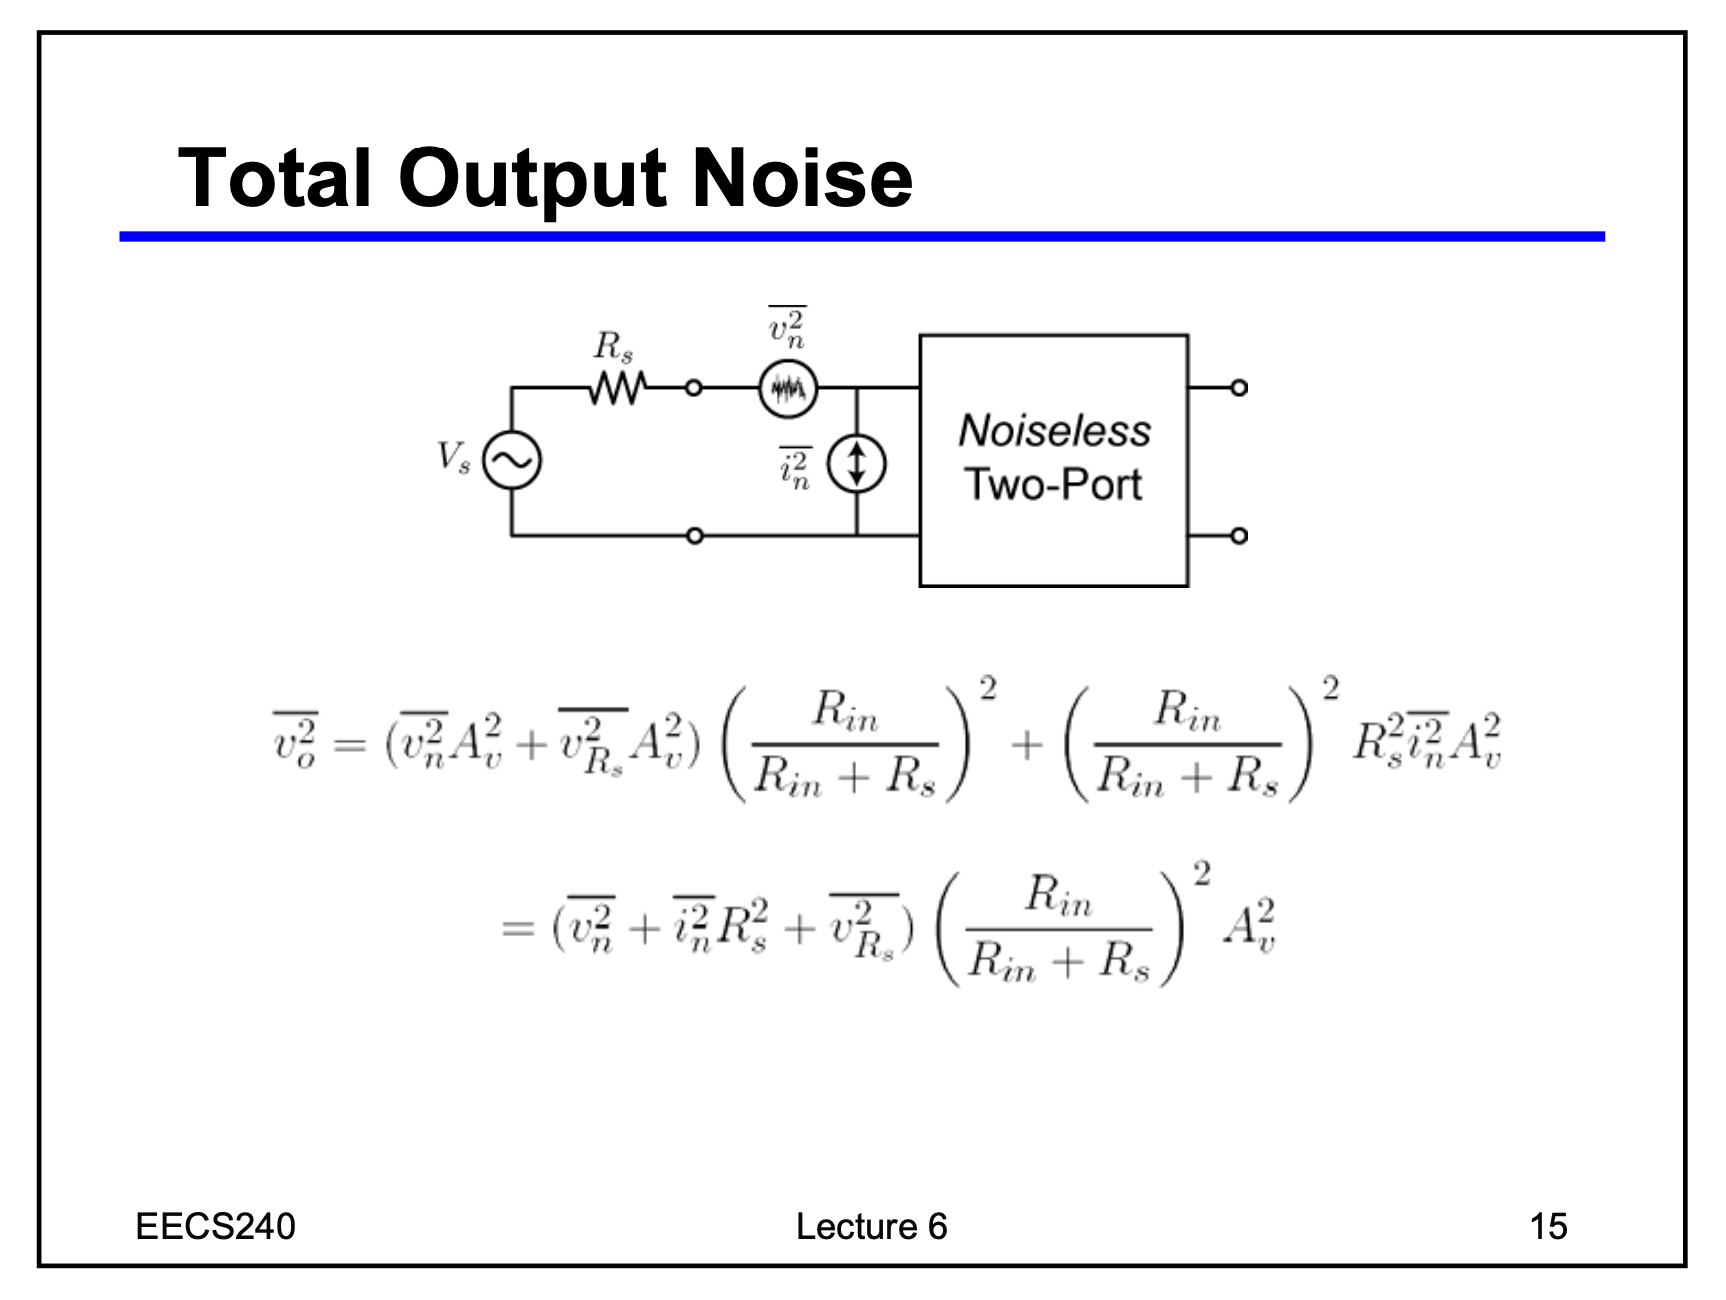 Total Output Noise
$\overline{v_n^2}$
$R_s$
$V_s$
$\overline{i_n^2}$
Noiseless
Two-Port
$\overline{v_o^2} = (\overline{v_n^2} A_v^2 + \overline{v_{R_s}^2} A_v^2) \left( \frac{R_{in}}{R_{in} + R_s} \right)^2 + \left( \frac{R_{in}}{R_{in} + R_s} \right)^2 R_s^2 \overline{i_n^2} A_v^2$
$= (\overline{v_n^2} + \overline{i_n^2} R_s^2 + \overline{v_{R_s}^2}) \left( \frac{R_{in}}{R_{in} + R_s} \right)^2 A_v^2$
EECS240 Lecture 6 15